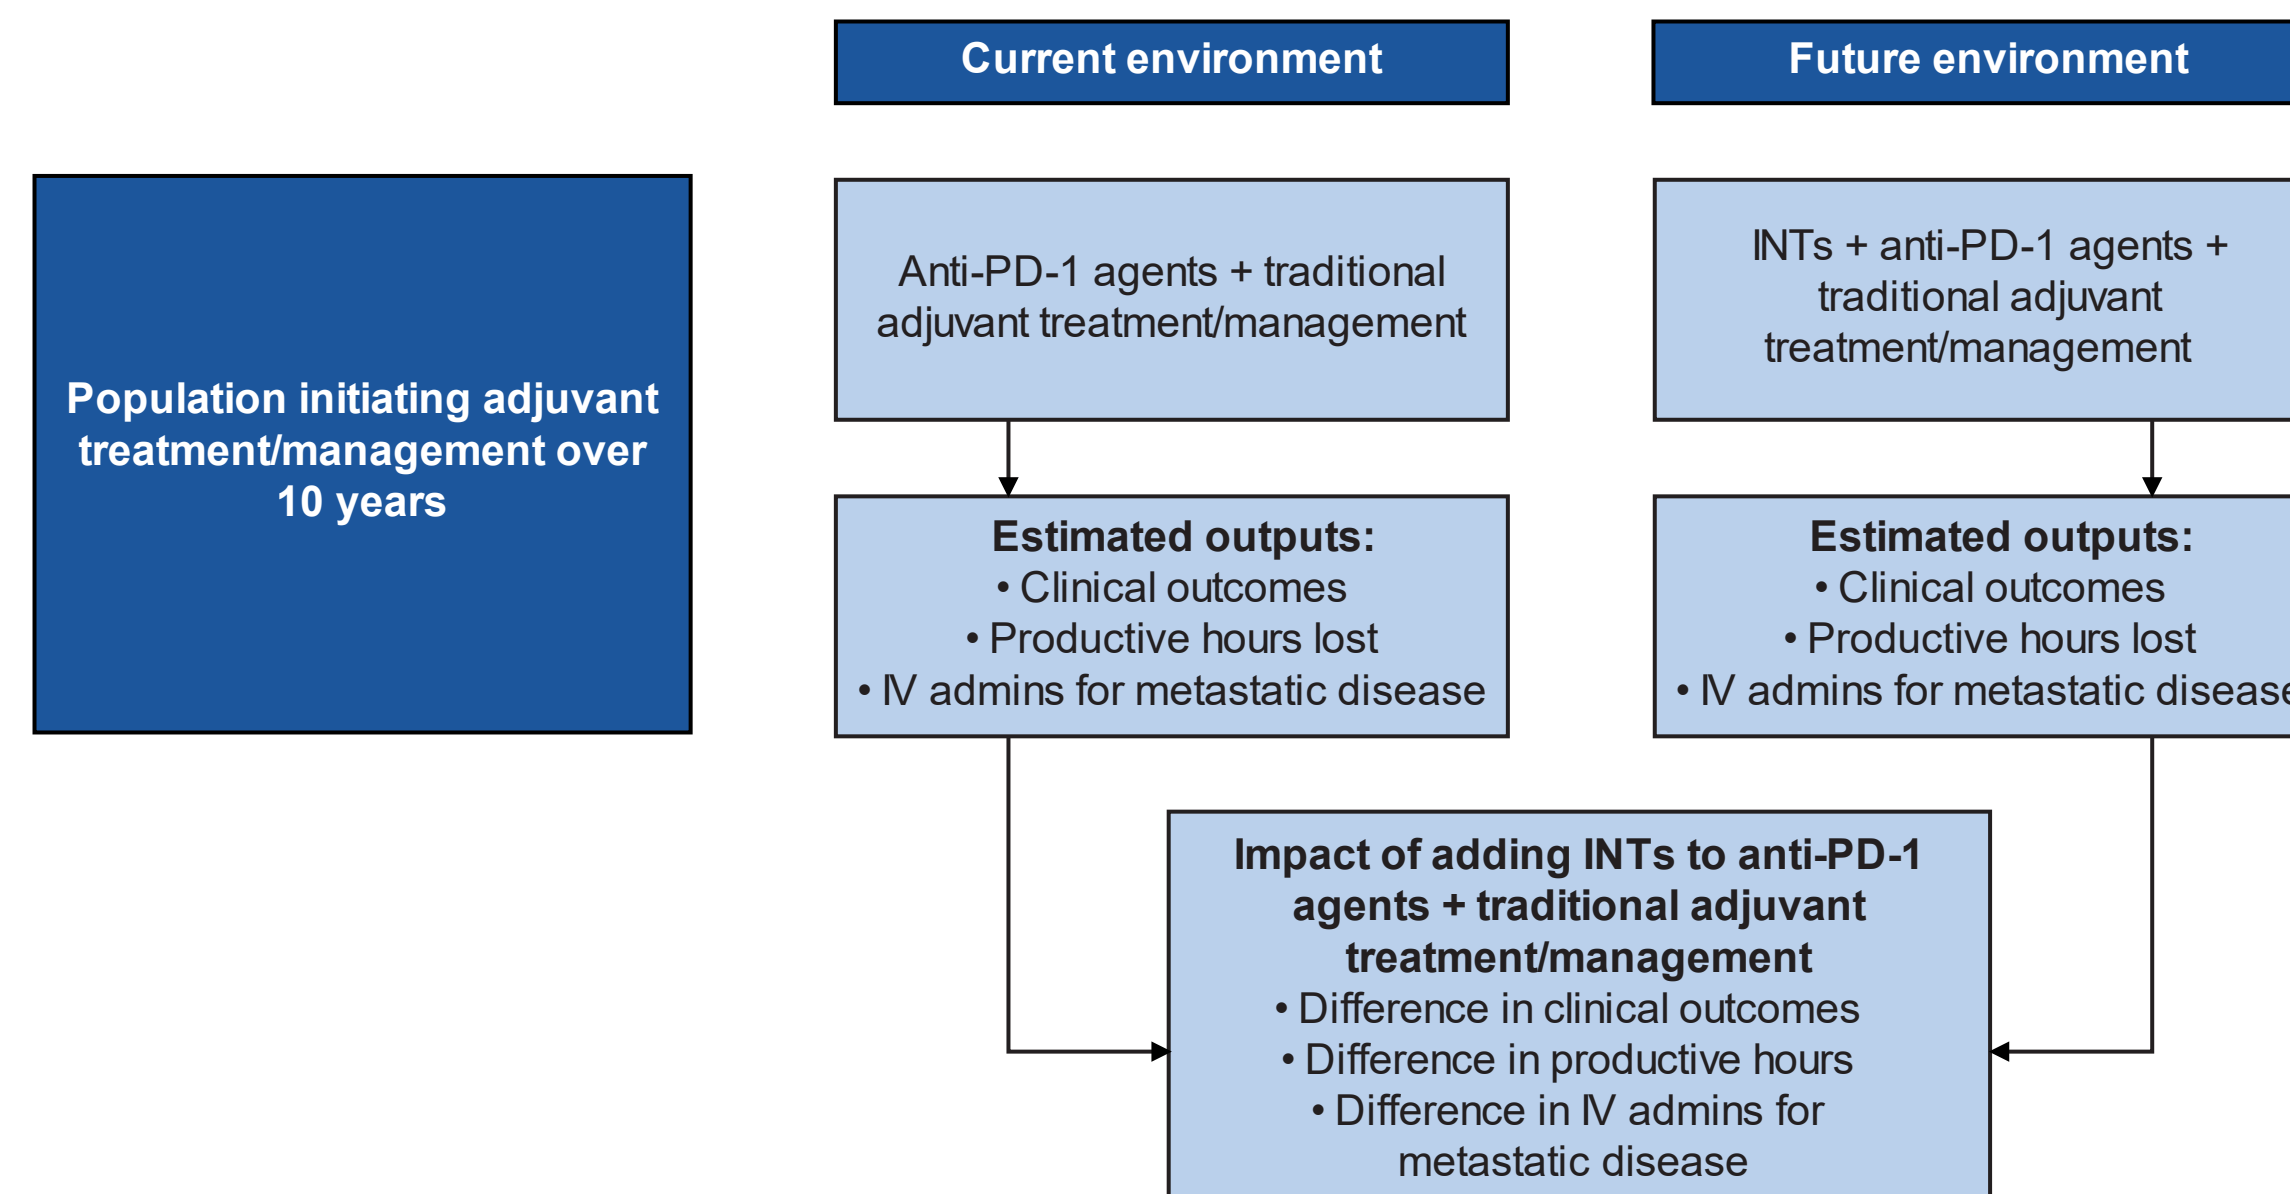 Current environment
Future environment
Population initiating adjuvant
treatment/management over
10 years
Anti-PD-1 agents + traditional
adjuvant treatment/management
INTs + anti-PD-1 agents +
traditional adjuvant
treatment/management
Estimated outputs:
• Clinical outcomes
• Productive hours lost
• IV admins for metastatic disease
Estimated outputs:
• Clinical outcomes
• Productive hours lost
• IV admins for metastatic disease
Impact of adding INTs to anti-PD-1
agents + traditional adjuvant
treatment/management
• Difference in clinical outcomes
• Difference in productive hours
• Difference in IV admins for
metastatic disease